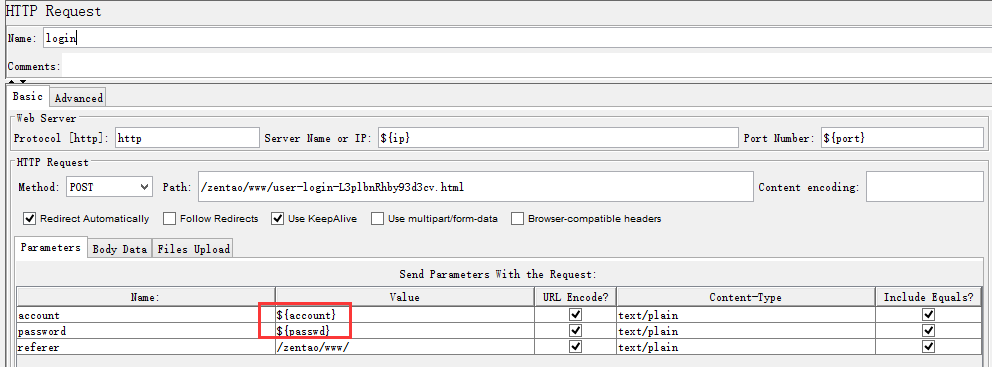 HTTP Request
Name: login
Comments:
Basic Advanced
Web Server
Protocol [http]: http Server Name or IP: ${ip} Port Number: ${port}
HTTP Request
Method: POST Path: /zentao/www/user-login-L3plbnRhby93d3cv.html Content encoding:
Redirect Automatically Follow Redirects Use KeepAlive Use multipart/form-data Browser-compatible headers
Parameters Body Data Files Upload
Send Parameters With the Request:
Name: Value URL Encode? Content-Type Include Equals?
account ${account} text/plain
password ${passwd} text/plain
referer /zentao/www/ text/plain